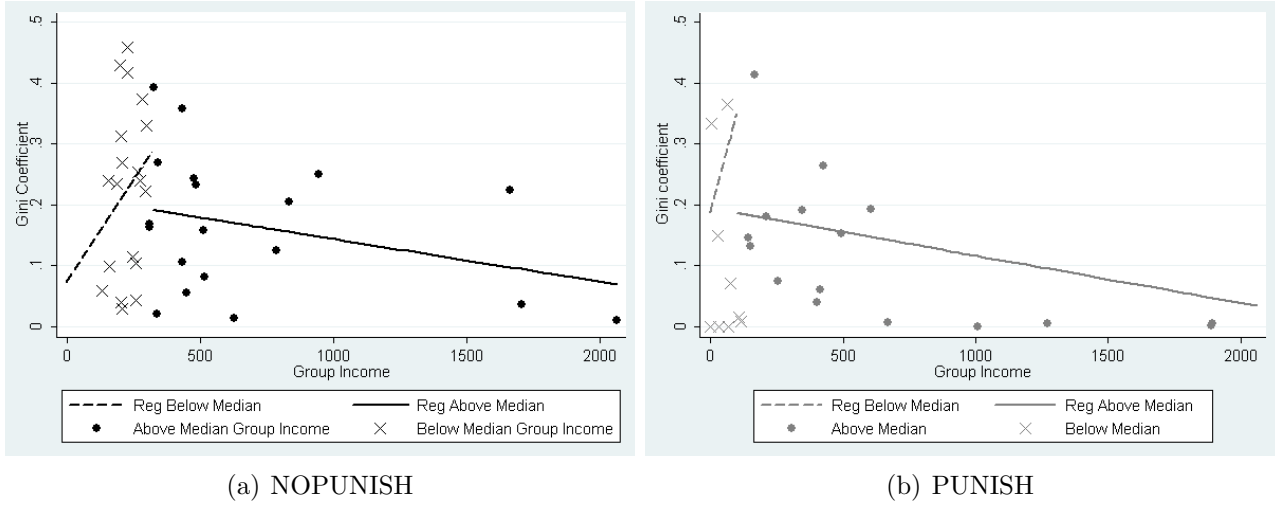 Gini Coefficient
.5
.4
.3
.2
.1
0
0 500 1000 1500 2000
Group Income
Reg Below Median Reg Above Median
Above Median Group Income Below Median Group Income
(a) NOPUNISH
Gini coefficient
.5
.4
.3
.2
.1
0
0 500 1000 1500 2000
Group Income
Reg Below Median Reg Above Median
Above Median Below Median
(b) PUNISH